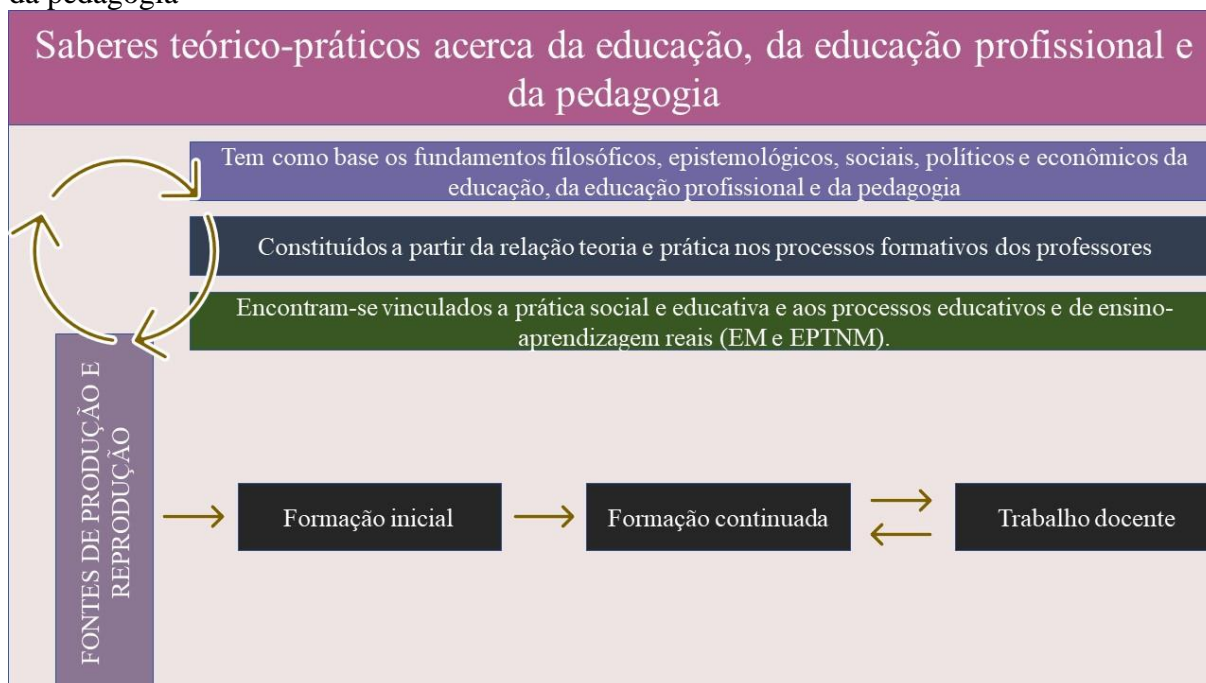 da pedagogia
Saberes teórico-práticos acerca da educação, da educação profissional e
da pedagogia
Tem como base os fundamentos filosóficos, epistemológicos, sociais, políticos e econômicos da
educação, da educação profissional e da pedagogia
Constituídos a partir da relação teoria e prática nos processos formativos dos professores
Encontram-se vinculados a prática social e educativa e aos processos educativos e de ensino-
aprendizagem reais (EM e EPTNM).
FONTES DE PRODUÇÃO E
REPRODUÇÃO
Formação inicial
Formação continuada
Trabalho docente